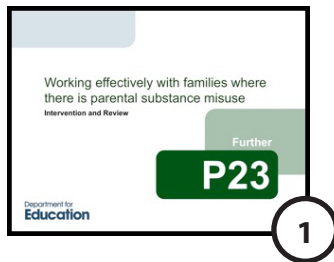 Working effectively with families where
there is parental substance misuse
Intervention and Review
Further
P23
Department for
Education
1